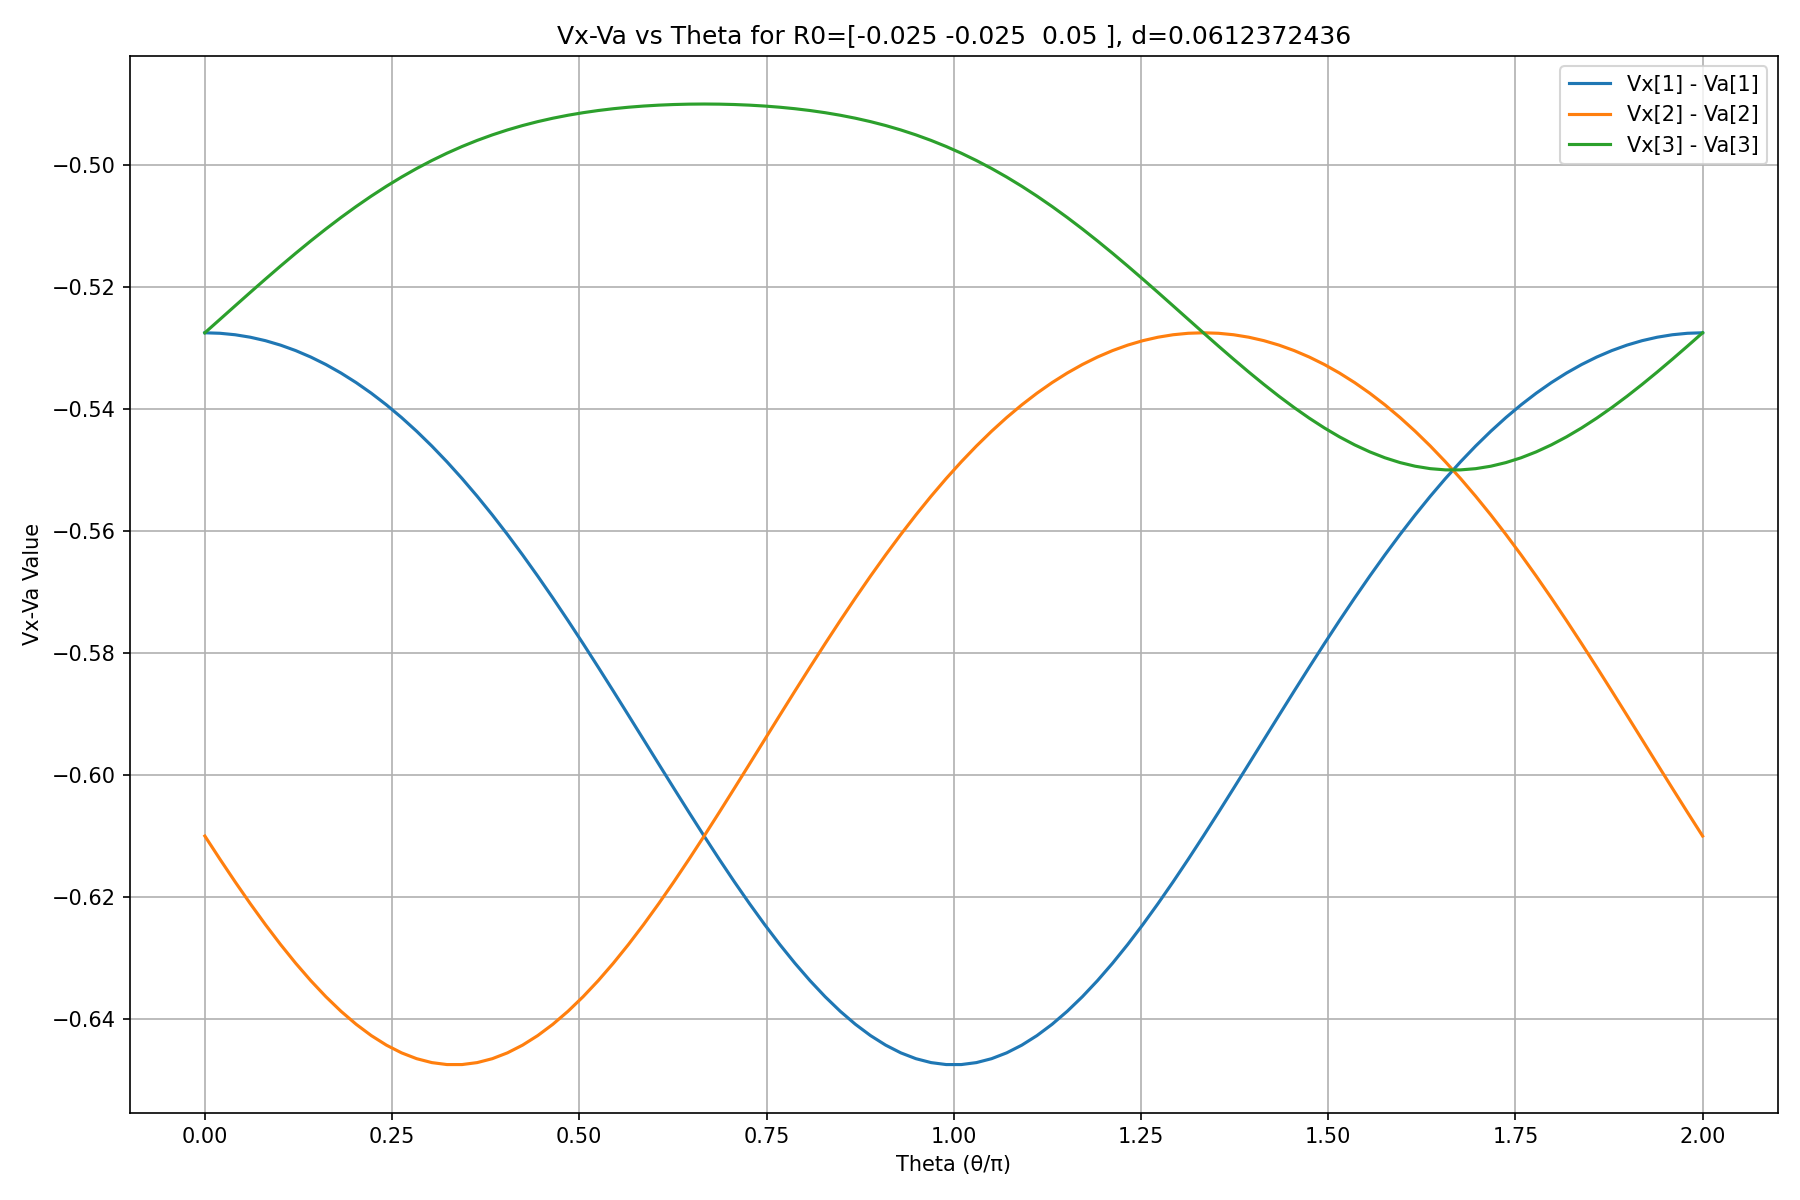 Vx-Va vs Theta for R0=[-0.025 -0.025  0.05 ], d=0.0612372436
Vx[1] - Va[1]
Vx[2] - Va[2]
Vx[3] - Va[3]
Vx-Va Value
−0.50
−0.52
−0.54
−0.56
−0.58
−0.60
−0.62
−0.64
0.00 0.25 0.50 0.75 1.00 1.25 1.50 1.75 2.00
Theta (θ/π)